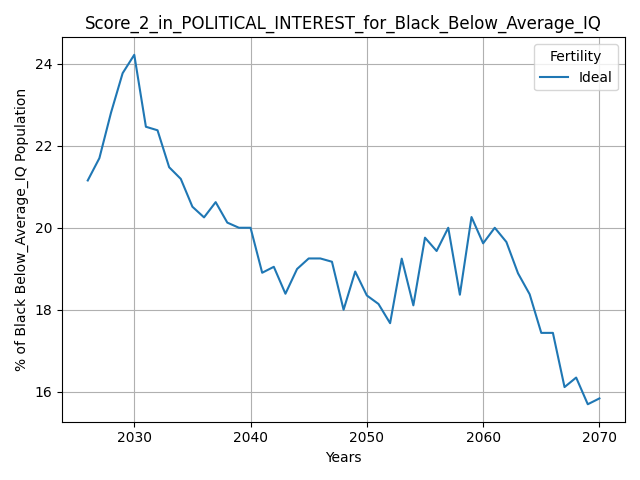 Score_2_in_POLITICAL_INTEREST_for_Black_Below_Average_IQ
Fertility
Ideal
% of Black Below_Average_IQ Population
24
22
20
18
16
2030 2040 2050 2060 2070
Years